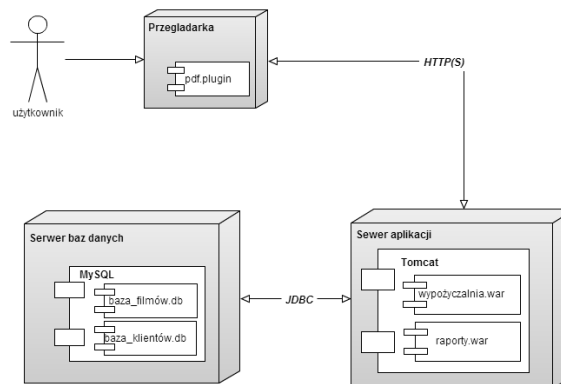 Przegladarka
pdf.plugin
HTTP(S)
użytkownik
Serwer baz danych
MySQL
baza_filmów.db
baza_klientów.db
JDBC
Sewer aplikacji
Tomcat
wypożyczalnia.war
raporty.war